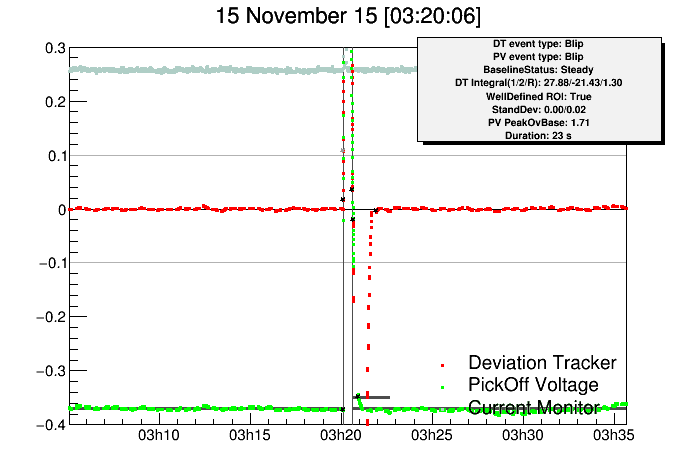 15 November 15 [03:20:06]
DT event type: Blip
PV event type: Blip
BaselineStatus: Steady
DT Integral(1/2/R): 27.88/-21.43/1.30
WellDefined ROI: True
StandDev: 0.00/0.02
PV PeakOvBase: 1.71
Duration: 23 s
0.3
0.1
0
−0.1
−0.2
−0.3
−0.4
Deviation Tracker
PickOff Voltage
Current Monitor
03h10 03h15 03h20 03h25 03h30 03h35